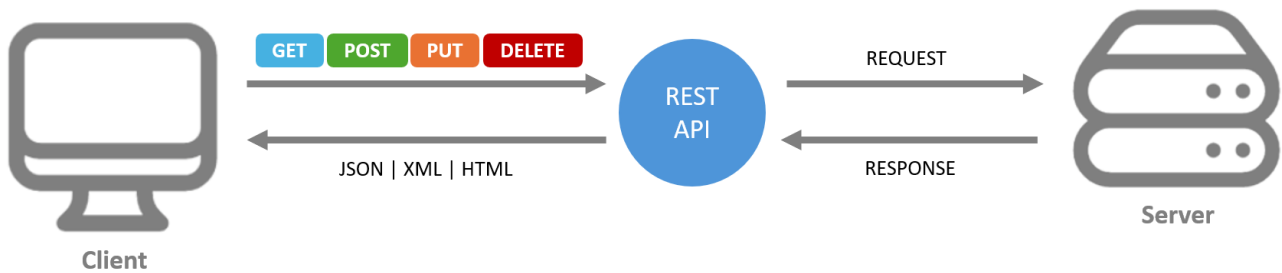 GET POST PUT DELETE
JSON | XML | HTML
Client
REST
API
REQUEST
RESPONSE
Server